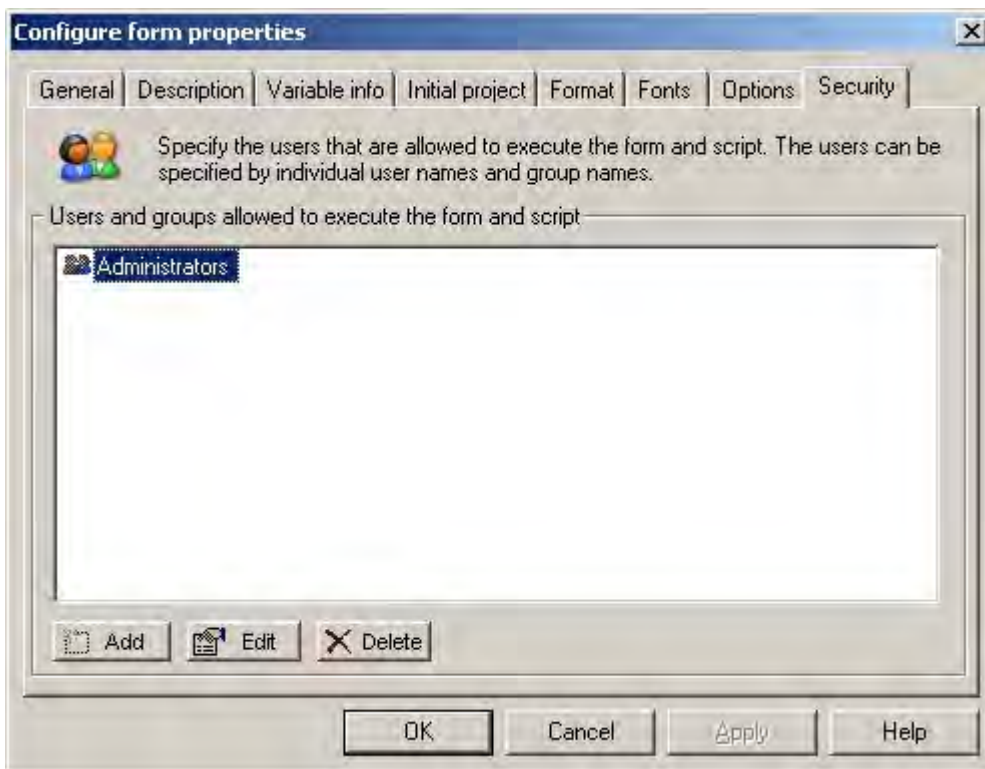 Configure form properties
General Description Variable info Initial project Format Fonts Options Security
Specify the users that are allowed to execute the form and script. The users can be
specified by individual user names and group names.
Users and groups allowed to execute the form and script
Administrators
Add Edit Delete
OK Cancel Apply Help